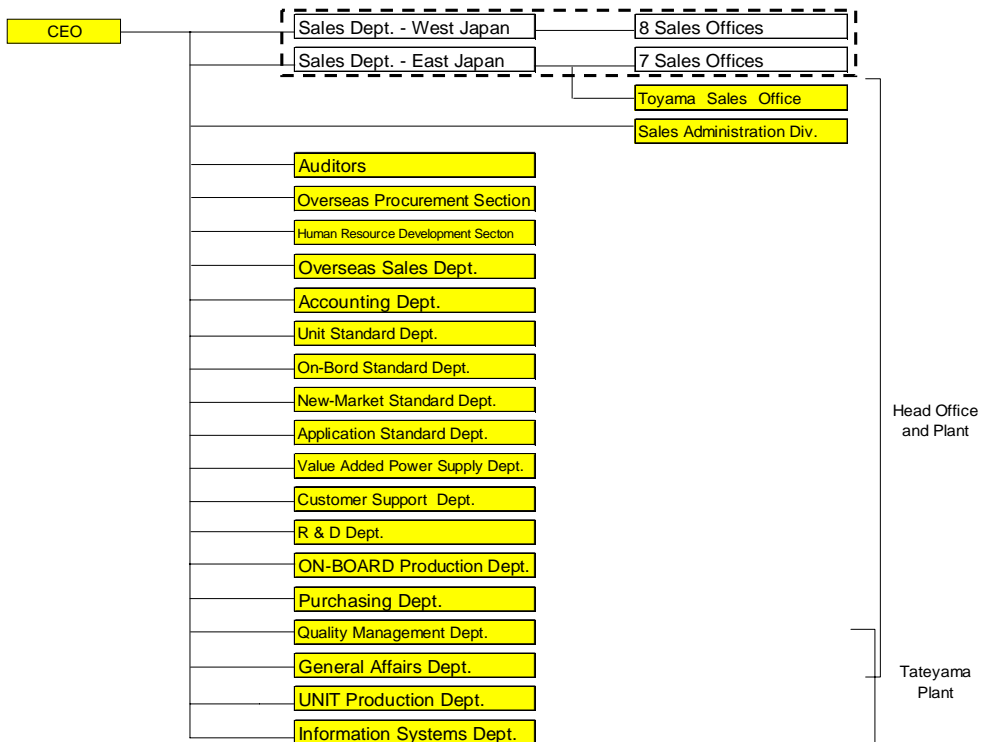 CEO
Sales Dept. - West Japan
8 Sales Offices
Sales Dept. - East Japan
7 Sales Offices
Toyama Sales Office
Sales Administration Div.
Auditors
Overseas Procurement Section
Human Resource Development Secton
Overseas Sales Dept.
Accounting Dept.
Unit Standard Dept.
On-Bord Standard Dept.
New-Market Standard Dept.
Application Standard Dept.
Value Added Power Supply Dept.
Customer Support Dept.
R & D Dept.
ON-BOARD Production Dept.
Purchasing Dept.
Quality Management Dept.
General Affairs Dept.
UNIT Production Dept.
Information Systems Dept.
Head Office
and Plant
Tateyama
Plant